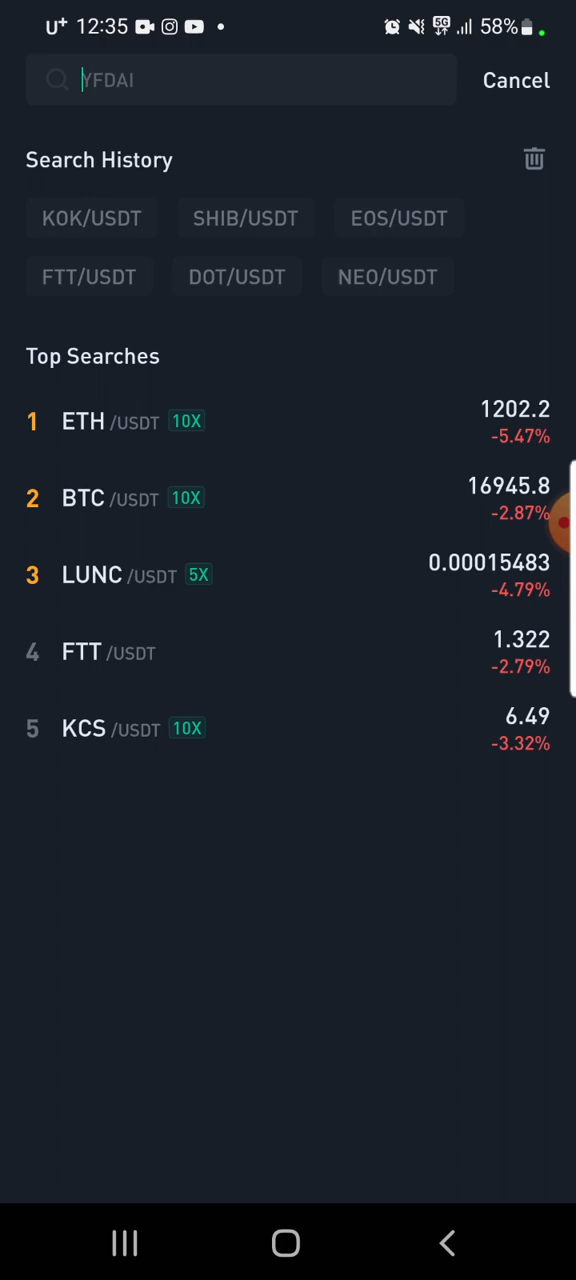 U+ 12:35 5G 58%
YFDAI Cancel
Search History
KOK/USDT SHIB/USDT EOS/USDT
FTT/USDT DOT/USDT NEO/USDT
Top Searches
1 ETH /USDT 10X 1202.2
-5.47%
2 BTC /USDT 10X 16945.8
-2.87%
3 LUNC /USDT 5X 0.00015483
-4.79%
4 FTT /USDT 1.322
-2.79%
5 KCS /USDT 10X 6.49
-3.32%